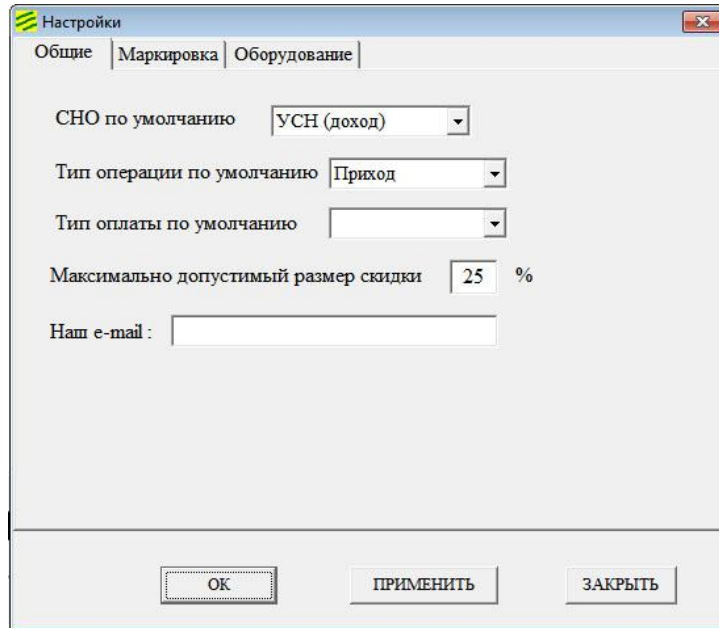 Настройки
Общие Маркировка Оборудование
СНО по умолчанию УСН (доход)
Тип операции по умолчанию Приход
Тип оплаты по умолчанию
Максимально допустимый размер скидки 25 %
Наш e-mail :
ОК ПРИМЕНИТЬ ЗАКРЫТЬ